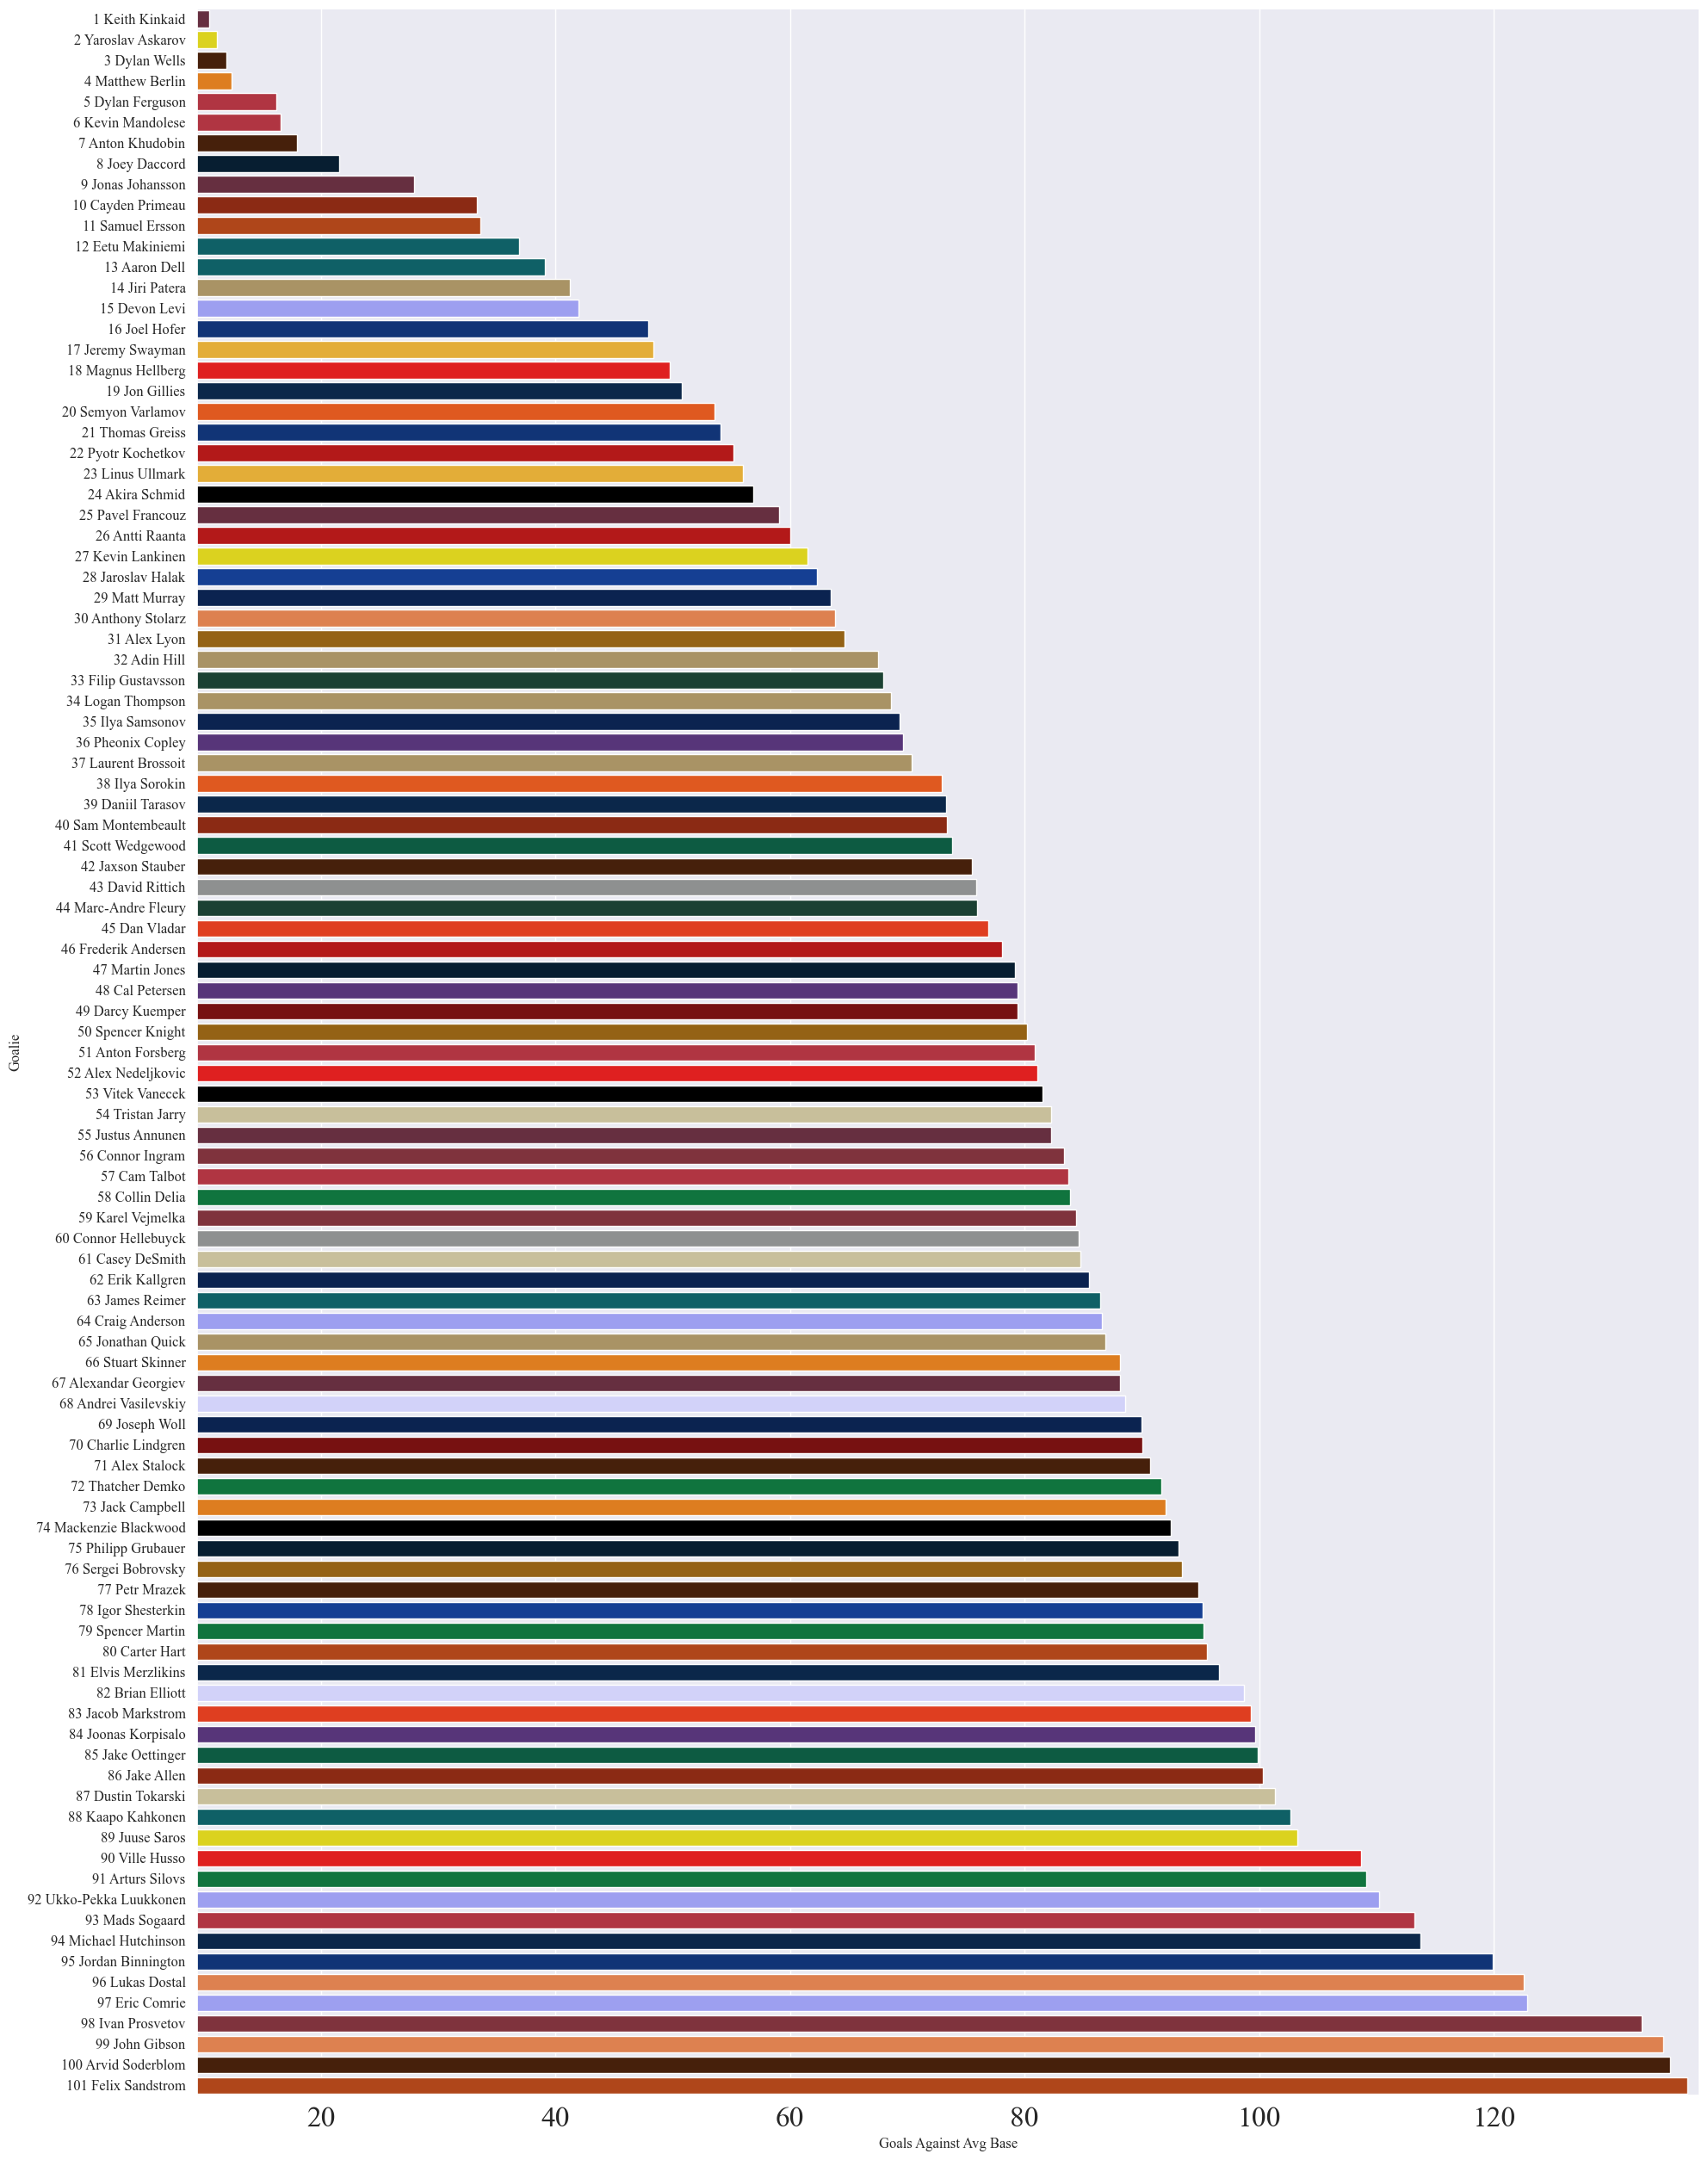 1 Keith Kinkaid
2 Yaroslav Askarov
3 Dylan Wells
4 Matthew Berlin
5 Dylan Ferguson
6 Kevin Mandolese
7 Anton Khudobin
8 Joey Daccord
9 Jonas Johansson
10 Cayden Primeau
11 Samuel Ersson
12 Eetu Makiniemi
13 Aaron Dell
14 Jiri Patera
15 Devon Levi
16 Joel Hofer
17 Jeremy Swayman
18 Magnus Hellberg
19 Jon Gillies
20 Semyon Varlamov
21 Thomas Greiss
22 Pyotr Kochetkov
23 Linus Ullmark
24 Akira Schmid
25 Pavel Francouz
26 Antti Raanta
27 Kevin Lankinen
28 Jaroslav Halak
29 Matt Murray
30 Anthony Stolarz
31 Alex Lyon
32 Adin Hill
33 Filip Gustavsson
34 Logan Thompson
35 Ilya Samsonov
36 Pheonix Copley
37 Laurent Brossoit
38 Ilya Sorokin
39 Daniil Tarasov
40 Sam Montembeault
41 Scott Wedgewood
42 Jaxson Stauber
43 David Rittich
44 Marc-Andre Fleury
45 Dan Vladar
46 Frederik Andersen
47 Martin Jones
48 Cal Petersen
49 Darcy Kuemper
50 Spencer Knight
51 Anton Forsberg
52 Alex Nedeljkovic
53 Vitek Vanecek
54 Tristan Jarry
55 Justus Annunen
56 Connor Ingram
57 Cam Talbot
58 Collin Delia
59 Karel Vejmelka
60 Connor Hellebuyck
61 Casey DeSmith
62 Erik Kallgren
63 James Reimer
64 Craig Anderson
65 Jonathan Quick
66 Stuart Skinner
67 Alexandar Georgiev
68 Andrei Vasilevskiy
69 Joseph Woll
70 Charlie Lindgren
71 Alex Stalock
72 Thatcher Demko
73 Jack Campbell
74 Mackenzie Blackwood
75 Philipp Grubauer
76 Sergei Bobrovsky
77 Petr Mrazek
78 Igor Shesterkin
79 Spencer Martin
80 Carter Hart
81 Elvis Merzlikins
82 Brian Elliott
83 Jacob Markstrom
84 Joonas Korpisalo
85 Jake Oettinger
86 Jake Allen
87 Dustin Tokarski
88 Kaapo Kahkonen
89 Juuse Saros
90 Ville Husso
91 Arturs Silovs
92 Ukko-Pekka Luukkonen
93 Mads Sogaard
94 Michael Hutchinson
95 Jordan Binnington
96 Lukas Dostal
97 Eric Comrie
98 Ivan Prosvetov
99 John Gibson
100 Arvid Soderblom
101 Felix Sandstrom
Goalie
20 40 60 80 100 120
Goals Against Avg Base